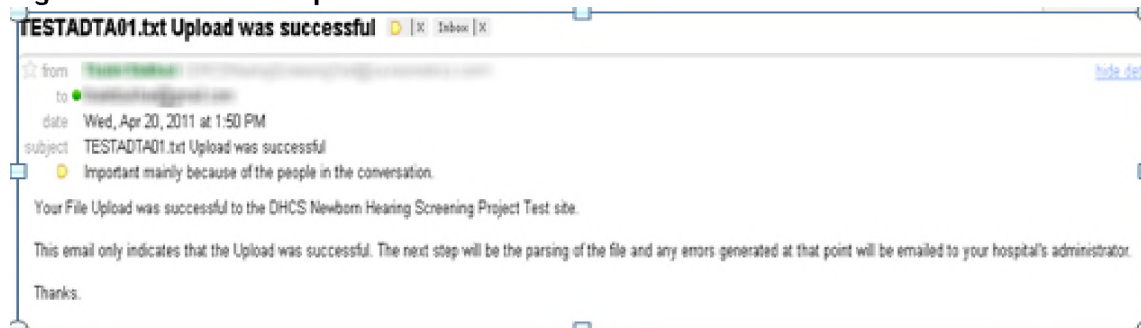 TESTADTA01.txt Upload was successful Inbox X
from
hide det
to
date Wed, Apr 20, 2011 at 1:50 PM
subject TESTADTA01.txt Upload was successful
Important mainly because of the people in the conversation.
Your File Upload was successful to the DHCS Newborn Hearing Screening Project Test site.
This email only indicates that the Upload was successful. The next step will be the parsing of the file and any errors generated at that point will be emailed to your hospital's administrator.
Thanks.